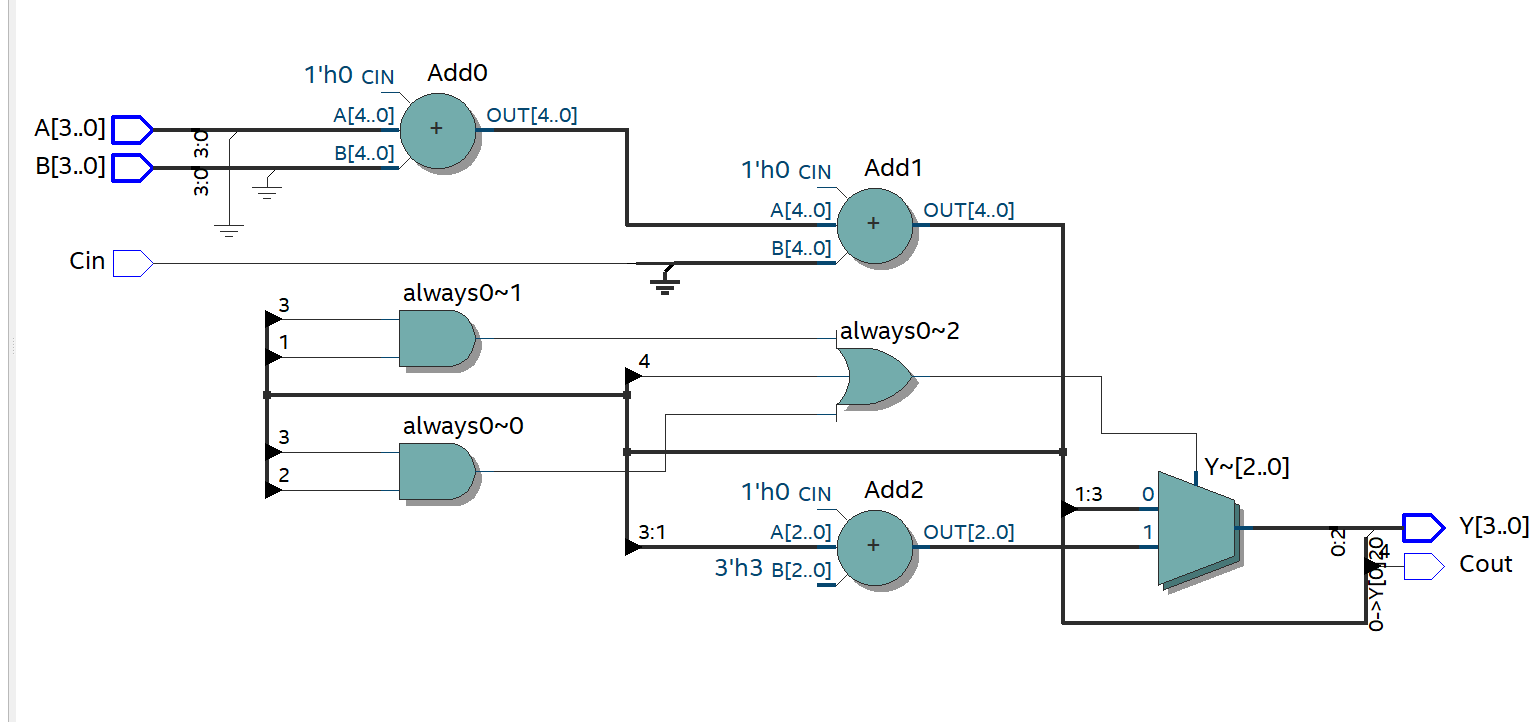 1'h0 CIN
Add0
A[3..0]
3:0
A[4..0]
OUT[4..0]
B[3..0]
3:0
B[4..0]
1'h0 CIN
Add1
A[4..0]
OUT[4..0]
B[4..0]
Cin
always0~1
3
1
always0~2
4
always0~0
3
2
1'h0 CIN
Add2
3:1
A[2..0]
OUT[2..0]
3'h3 B[2..0]
Y~[2..0]
1:3
0
1
0:2
Y[3..0]
4
Cout